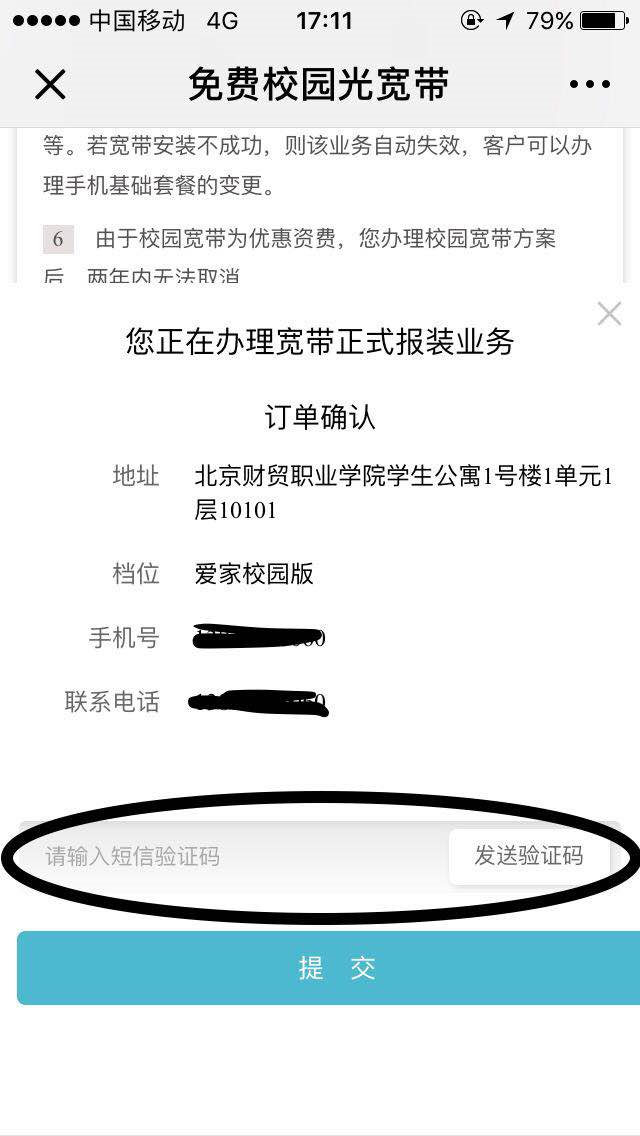 中国移动 4G 17:11 79%
免费校园光宽带
等。若宽带安装不成功，则该业务自动失效，客户可以办
理手机基础套餐的变更。
6 由于校园宽带为优惠资费，您办理校园宽带方案
后，两年内无法取消
您正在办理宽带正式报装业务
订单确认
地址 北京财贸职业学院学生公寓1号楼1单元1
层10101
档位 爱家校园版
手机号
联系电话
请输入短信验证码 发送验证码
提 交